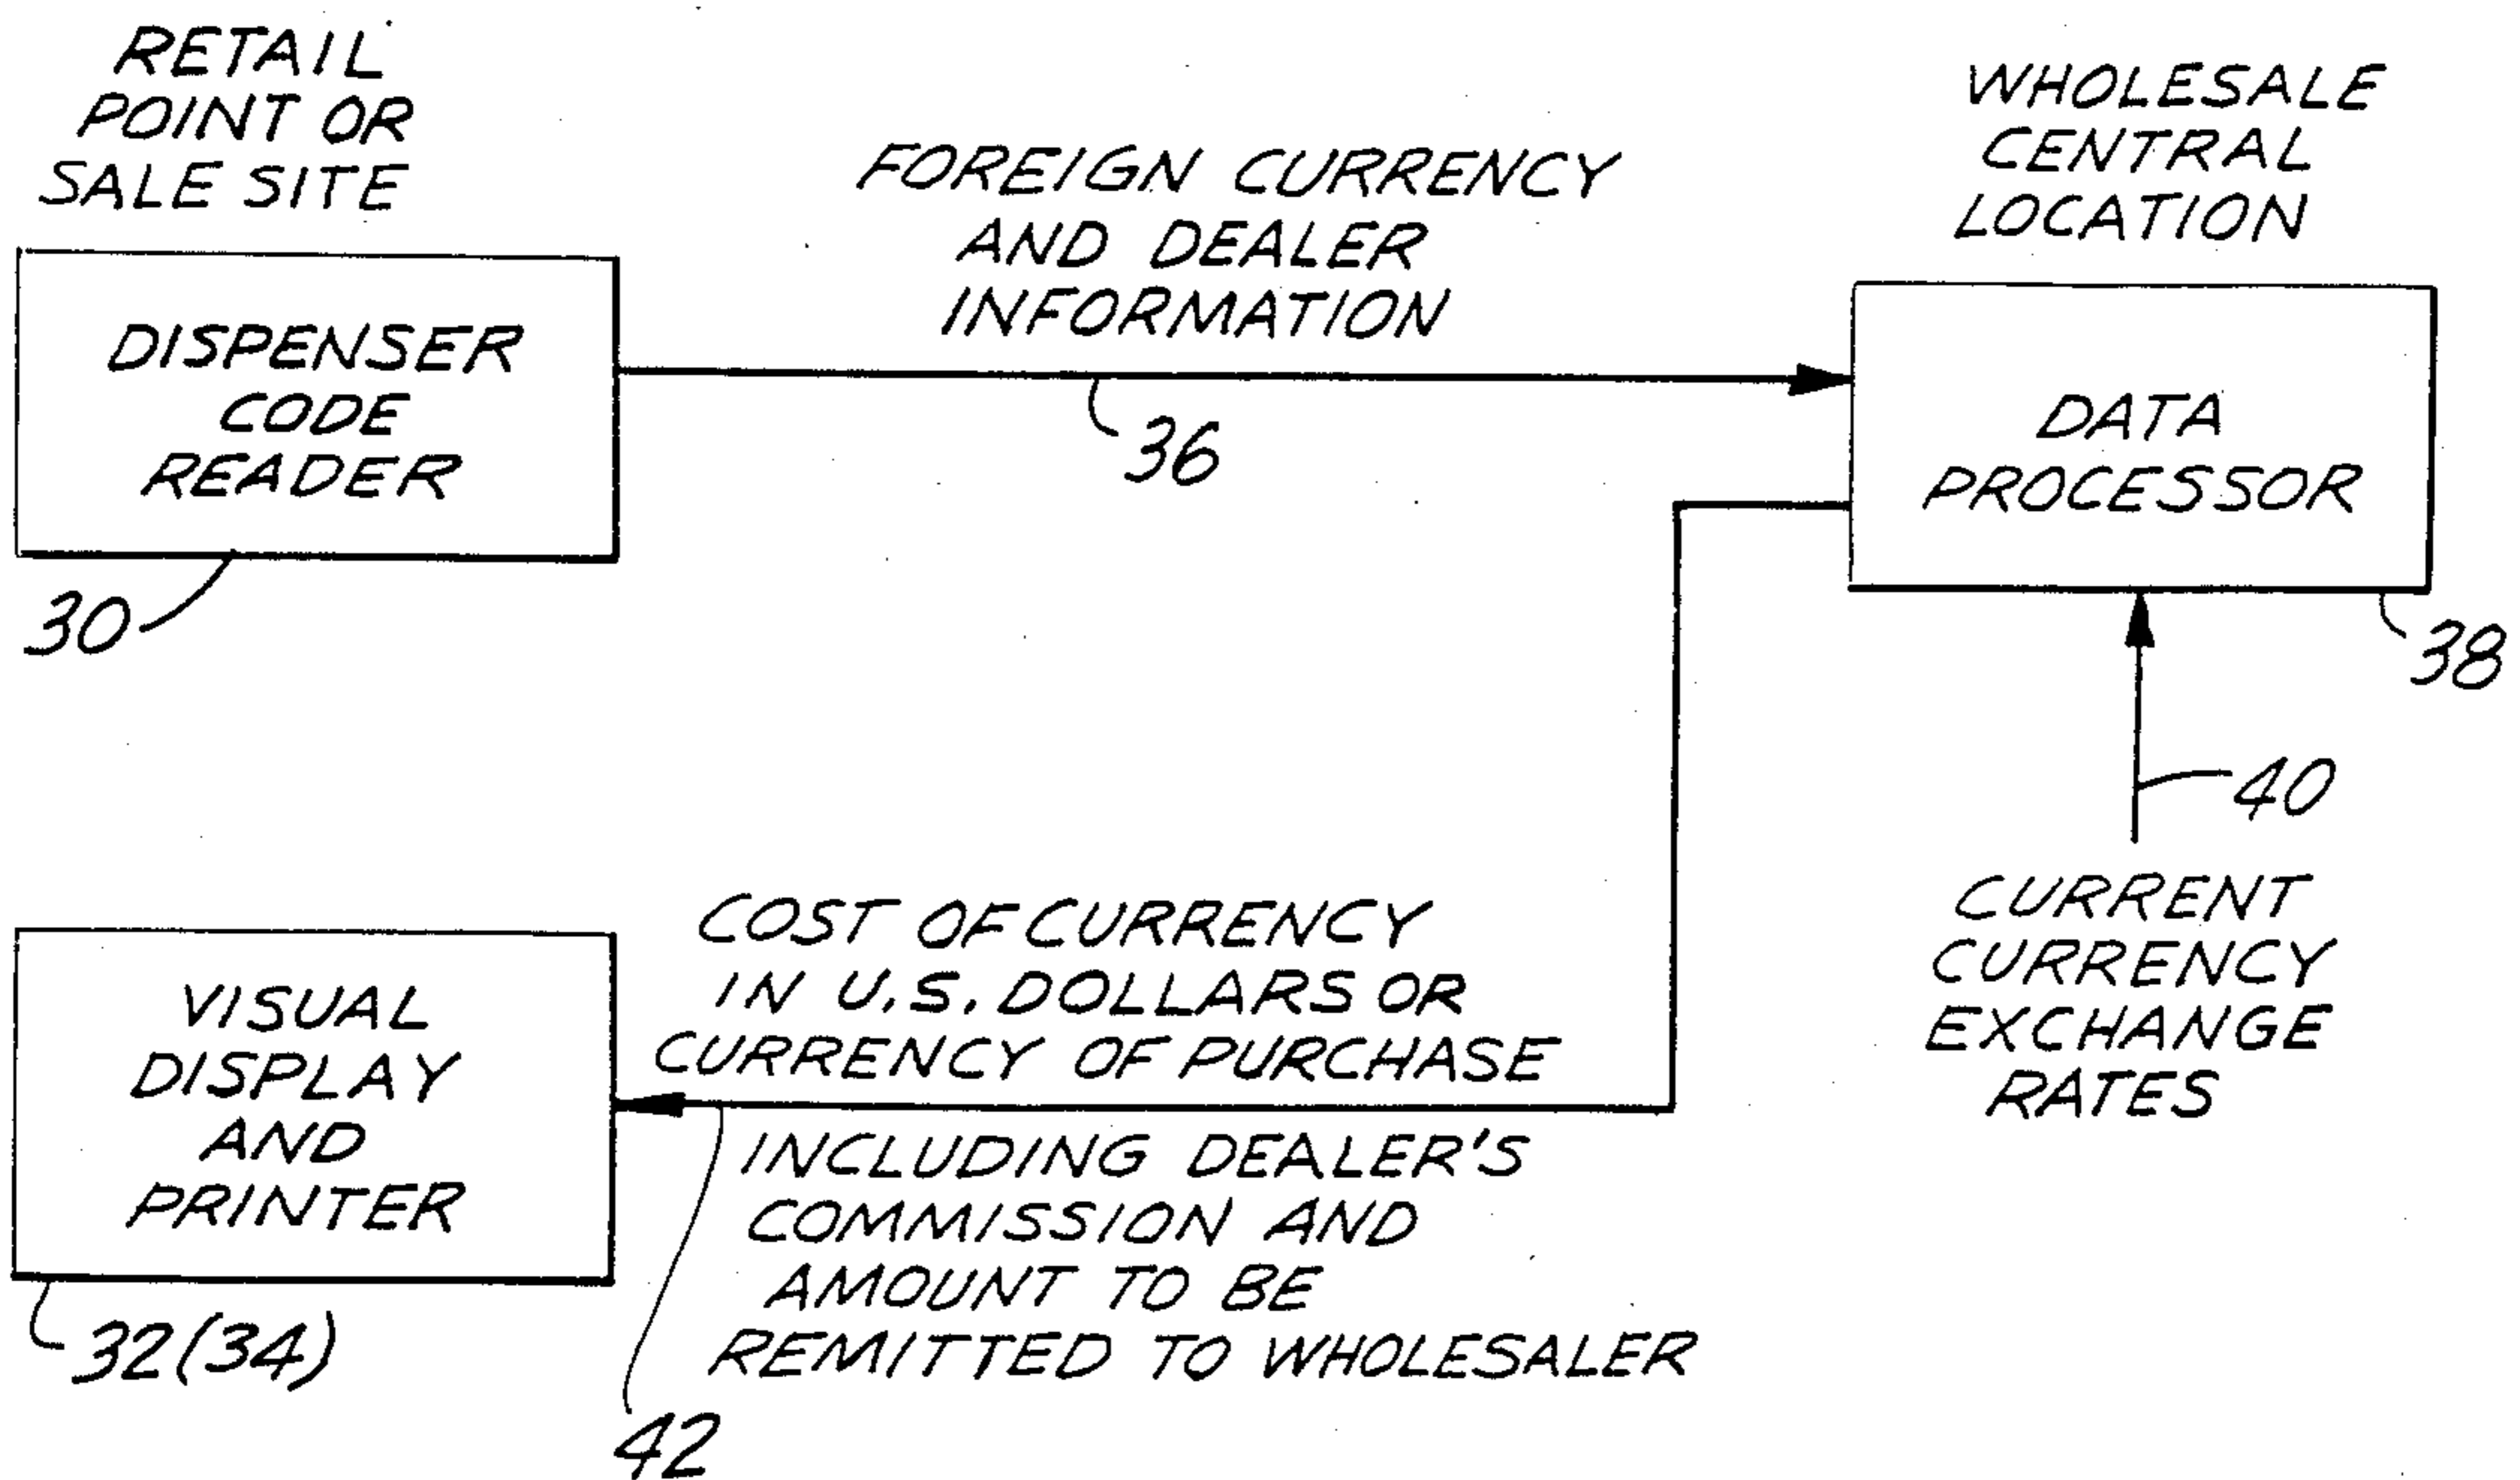 RETAIL
POINT OR
SALE SITE
DISPENSER
CODE
READER
30
FOREIGN CURRENCY
AND DEALER
INFORMATION
36
WHOLESALE
CENTRAL
LOCATION
DATA
PROCESSOR
38
40
CURRENT
CURRENCY
EXCHANGE
RATES
COST OF CURRENCY
IN U.S. DOLLARS OR
CURRENCY OF PURCHASE
INCLUDING DEALER'S
COMMISSION AND
AMOUNT TO BE
REMITTED TO WHOLESALER
42
VISUAL
DISPLAY
AND
PRINTER
32(34)